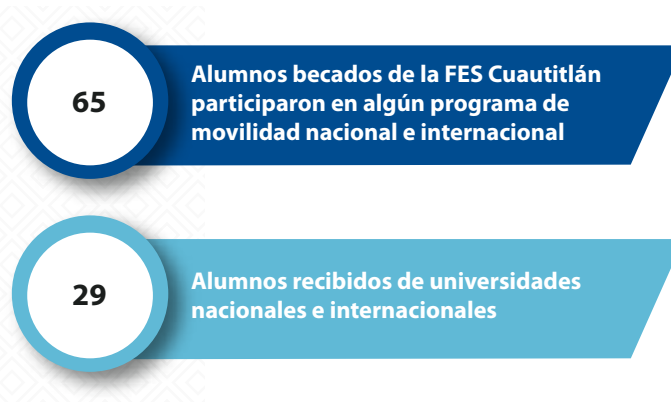 65
Alumnos becados de la FES Cuautitlán
participaron en algún programa de
movilidad nacional e internacional
29
Alumnos recibidos de universidades
nacionales e internacionales